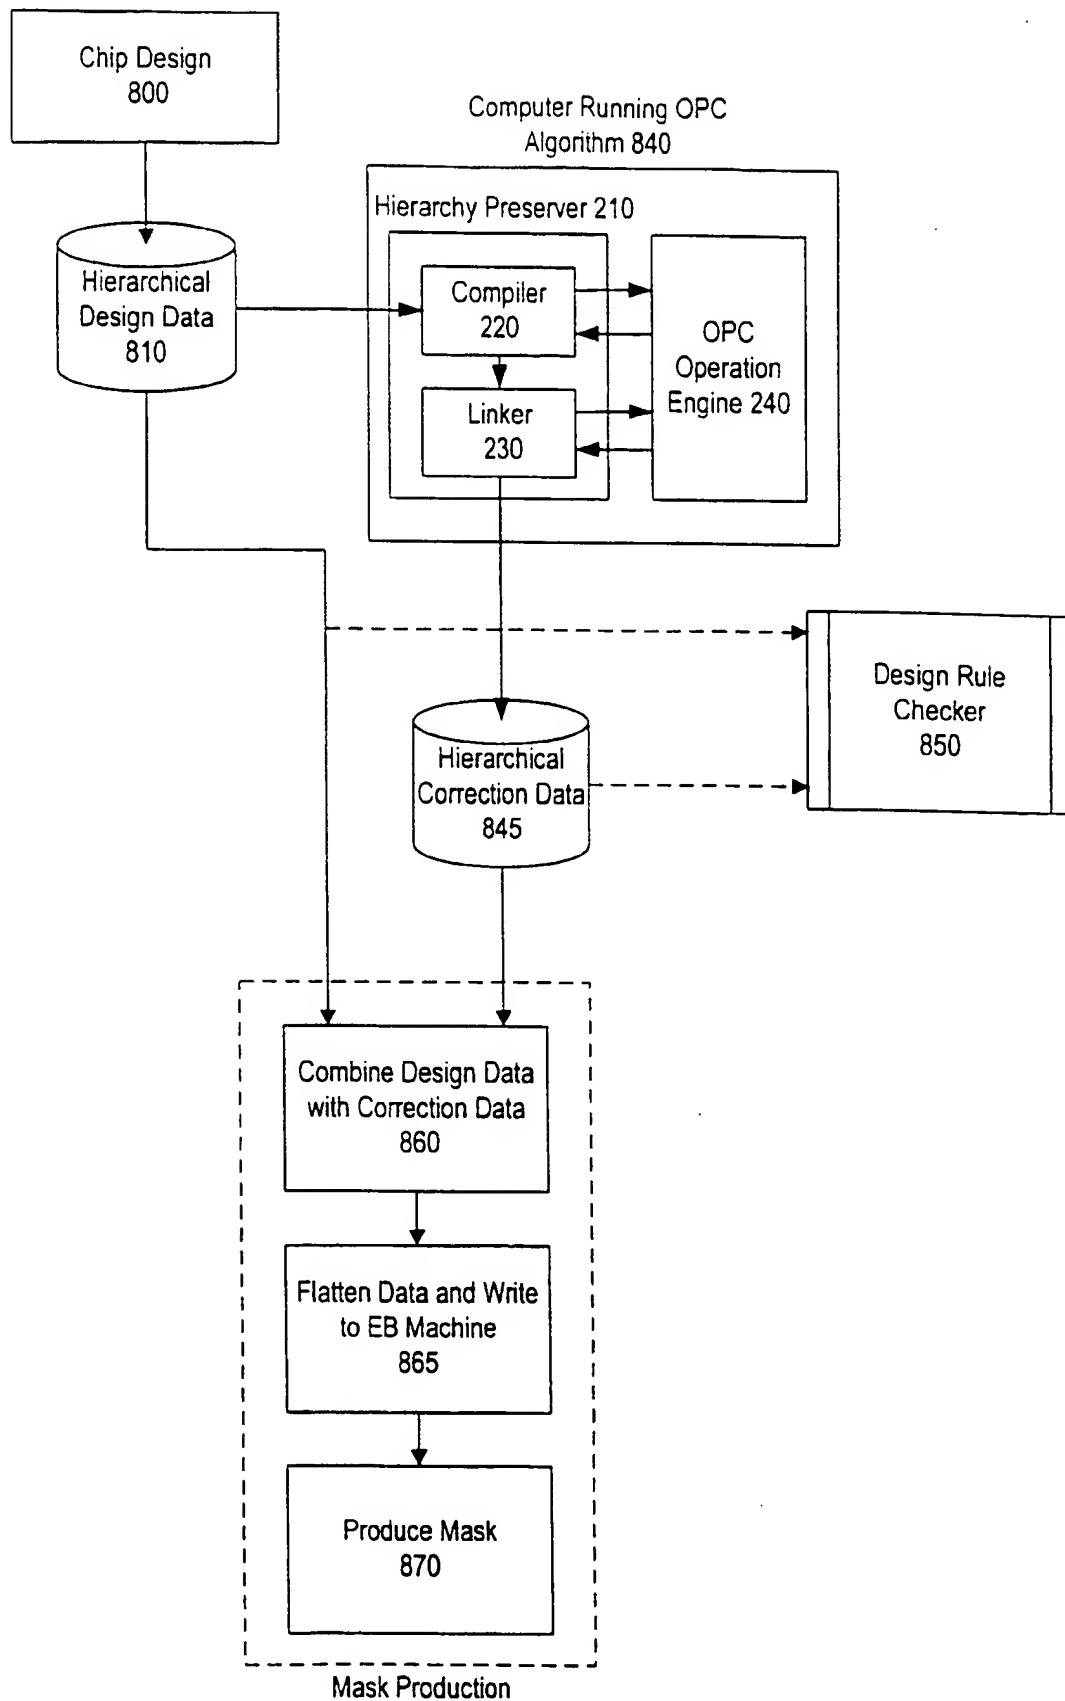 Chip Design
800
Computer Running OPC
Algorithm 840
Hierarchy Preserver 210
Hierarchical
Design Data
810
Compiler
220
OPC
Operation
Engine 240
Linker
230
Design Rule
Checker
850
Hierarchical
Correction Data
845
Combine Design Data
with Correction Data
860
Flatten Data and Write
to EB Machine
865
Produce Mask
870
Mask Production